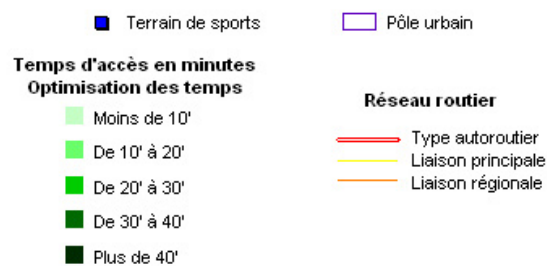 Terrain de sports
Pôle urbain
Temps d'accès en minutes
Optimisation des temps
Moins de 10'
De 10' à 20'
De 20' à 30'
De 30' à 40'
Plus de 40'
Réseau routier
Type autoroutier
Liaison principale
Liaison régionale